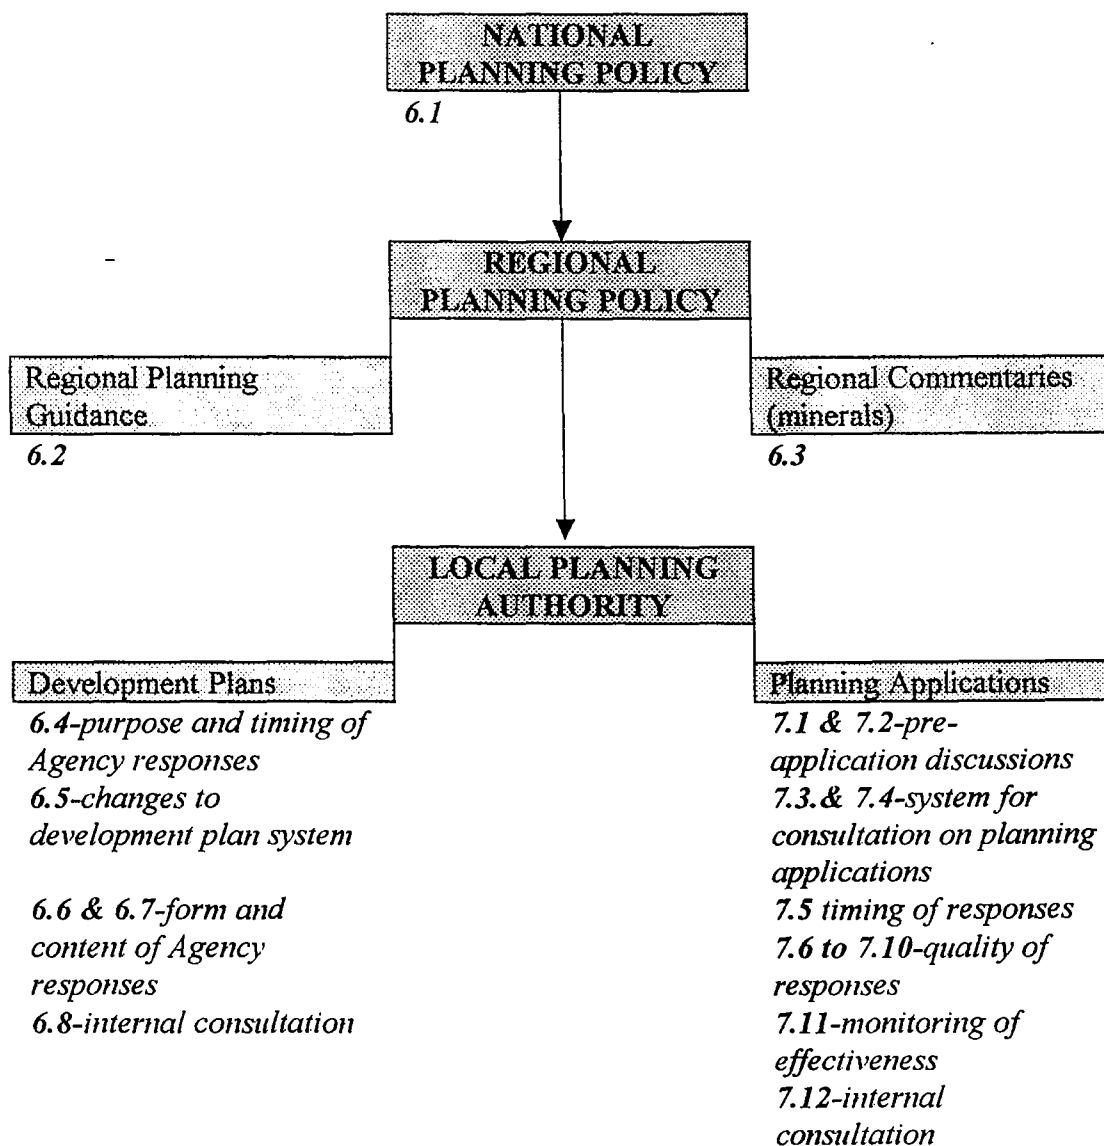 NATIONAL
PLANNING POLICY
6.1
REGIONAL
PLANNING POLICY
Regional Planning
Guidance
6.2
Regional Commentaries
(minerals)
6.3
LOCAL PLANNING
AUTHORITY
Development Plans
6.4-purpose and timing of
Agency responses
6.5-changes to
development plan system
6.6 & 6.7-form and
content of Agency
responses
6.8-internal consultation
Planning Applications
7.1 & 7.2-pre-
application discussions
7.3.& 7.4-system for
consultation on planning
applications
7.5 timing of responses
7.6 to 7.10-quality of
responses
7.11-monitoring of
effectiveness
7.12-internal
consultation